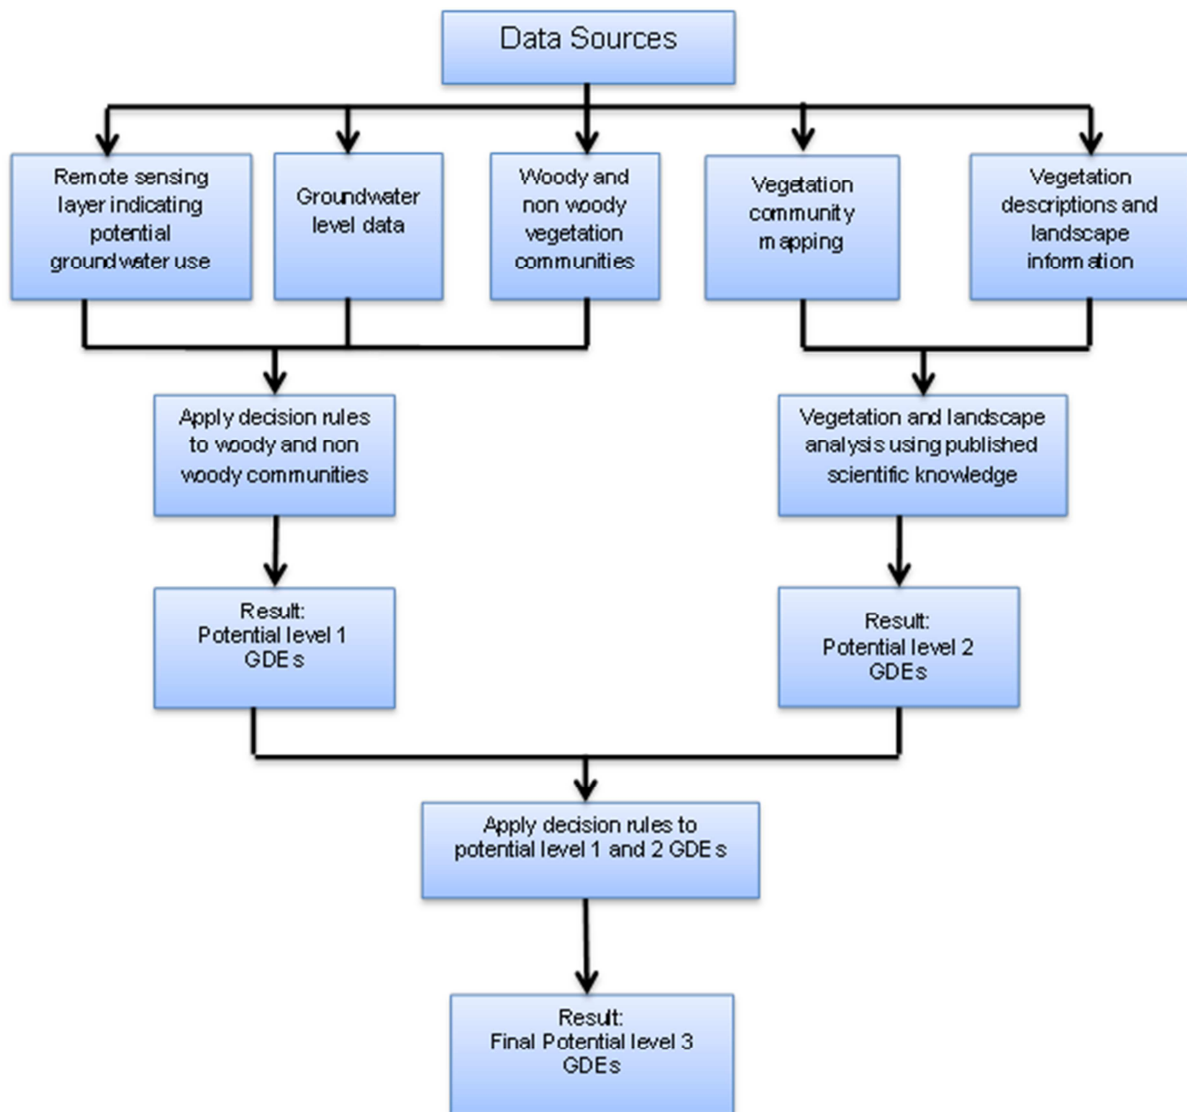 Data Sources
Remote sensing
layer indicating
potential
groundwater use
Groundwater
level data
Woody and
non woody
vegetation
communities
Vegetation
community
mapping
Vegetation
descriptions and
landscape
information
Apply decision rules
to woody and non
woody communities
Vegetation and landscape
analysis using published
scientific knowledge
Result:
Potential level 1
GDEs
Result:
Potential level 2
GDEs
Apply decision rules to
potential level 1 and 2 GDEs
Result:
Final Potential level 3
GDEs